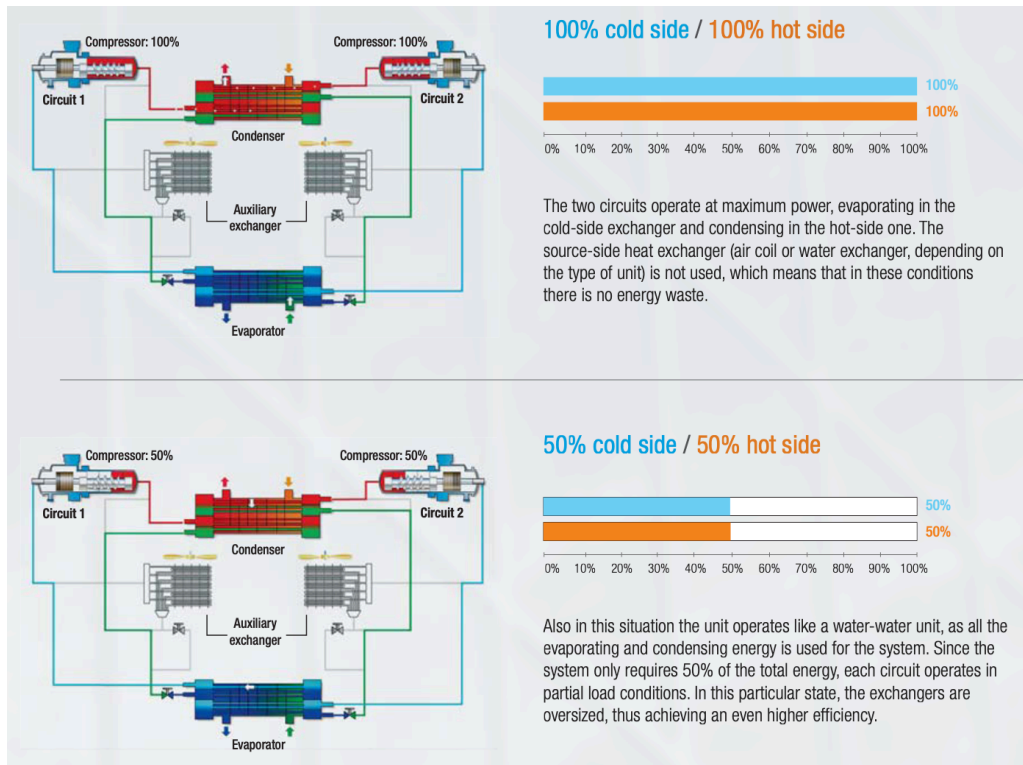 100% cold side / 100% hot side
Compressor: 100%
Compressor: 100%
Circuit 1
Circuit 2
Condenser
Auxiliary
exchanger
Evaporator
100%
100%
0% 10% 20% 30% 40% 50% 60% 70% 80% 90% 100%
The two circuits operate at maximum power, evaporating in the
cold-side exchanger and condensing in the hot-side one. The
source-side heat exchanger (air coil or water exchanger, depending on
the type of unit) is not used, which means that in these conditions
there is no energy waste.
50% cold side / 50% hot side
Compressor: 50%
Compressor: 50%
Circuit 1
Circuit 2
Condenser
Auxiliary
exchanger
Evaporator
50%
50%
0% 10% 20% 30% 40% 50% 60% 70% 80% 90% 100%
Also in this situation the unit operates like a water-water unit, as all the
evaporating and condensing energy is used for the system. Since the
system only requires 50% of the total energy, each circuit operates in
partial load conditions. In this particular state, the exchangers are
oversized, thus achieving an even higher efficiency.